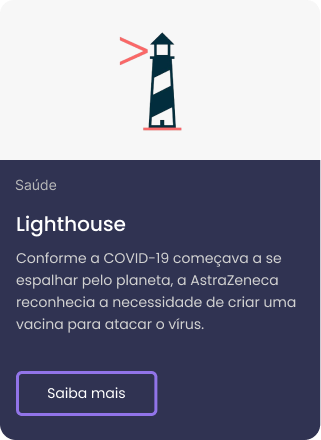 Saúde
Lighthouse
Conforme a COVID-19 começava a se
espalhar pelo planeta, a AstraZeneca
reconhecia a necessidade de criar uma
vacina para atacar o vírus.
Saiba mais